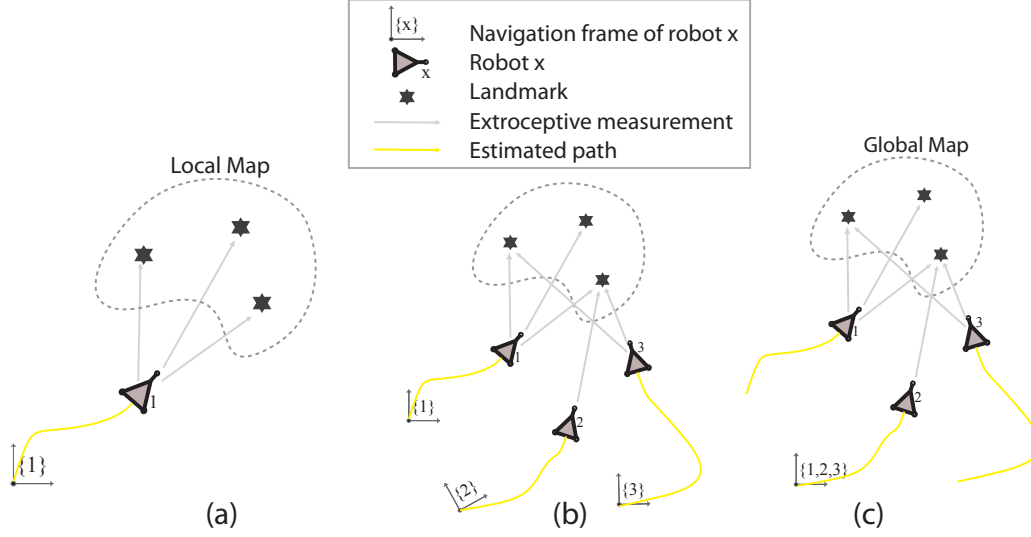 {x}
Navigation frame of robot x
x
Robot x
Landmark
Extroceptive measurement
Estimated path
Local Map
1
{1}
(a)
1
3
2
{1}
{2}
{3}
(b)
Global Map
1
3
2
{1,2,3}
(c)